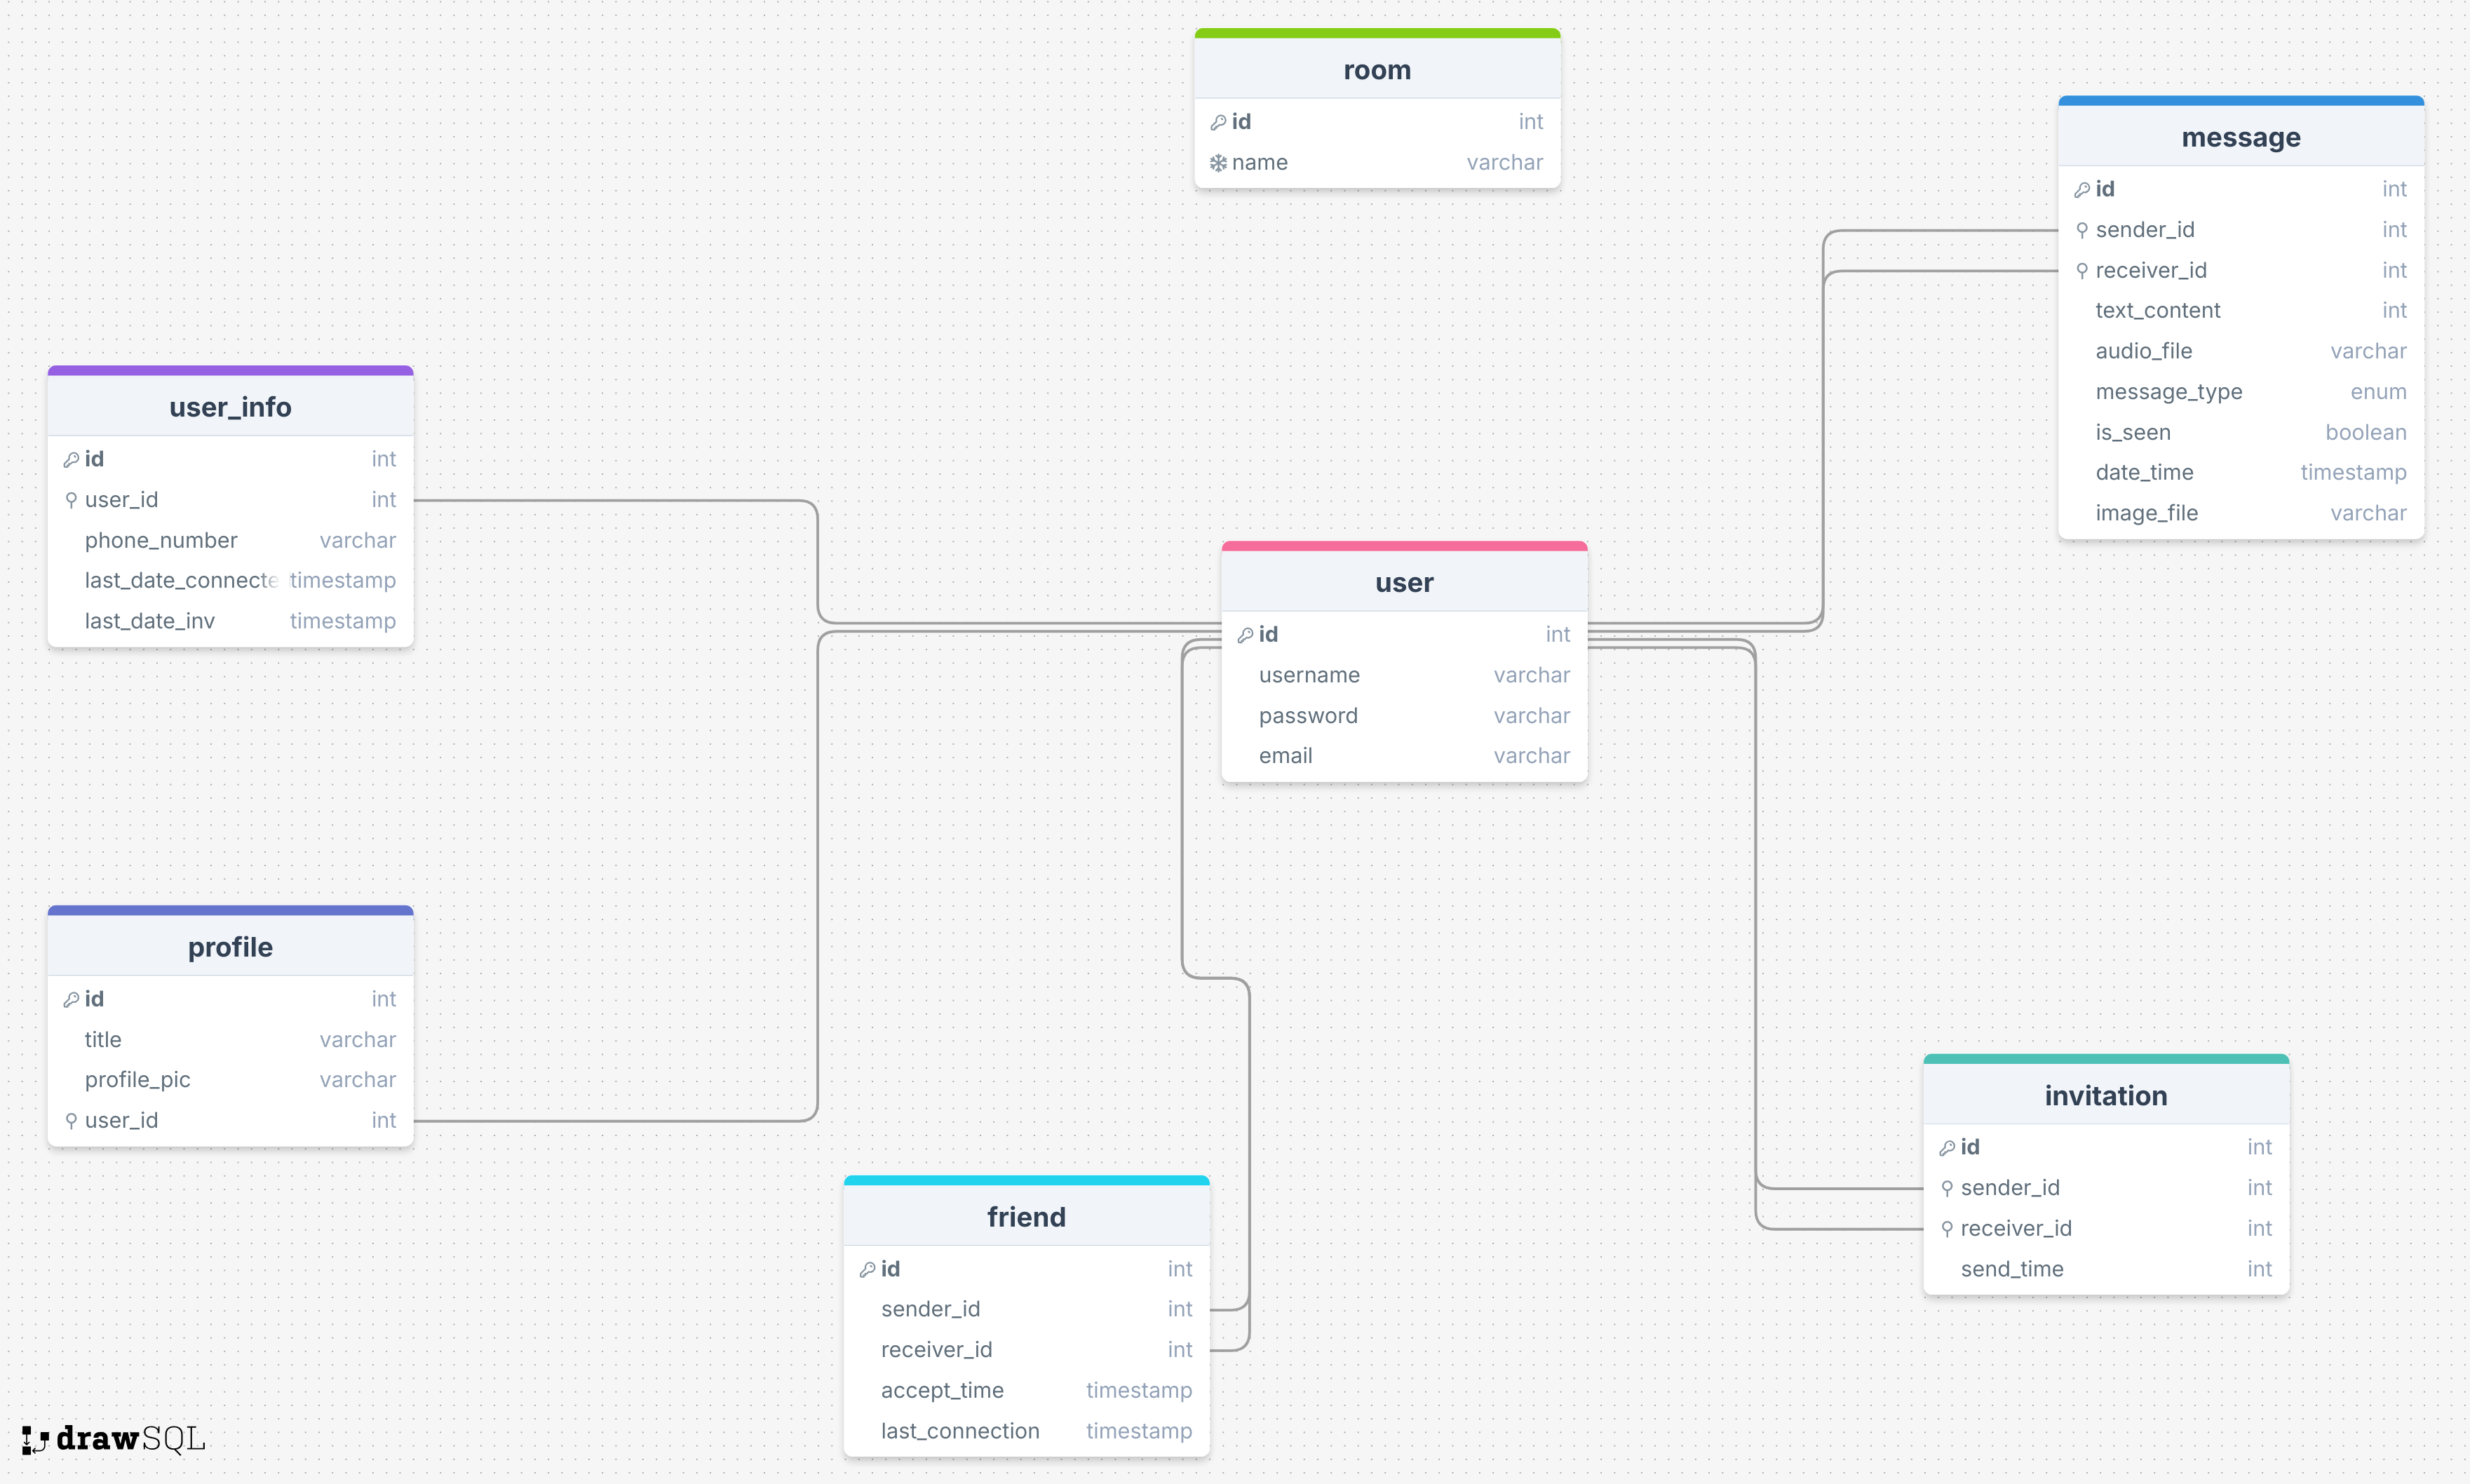 room
id int
name varchar
message
id int
sender_id int
receiver_id int
text_content int
audio_file varchar
message_type enum
is_seen boolean
date_time timestamp
image_file varchar
user_info
id int
user_id int
phone_number varchar
last_date_connecte timestamp
last_date_inv timestamp
user
id int
username varchar
password varchar
email varchar
profile
id int
title varchar
profile_pic varchar
user_id int
invitation
id int
sender_id int
receiver_id int
send_time int
friend
id int
sender_id int
receiver_id int
accept_time timestamp
last_connection timestamp
drawSQL